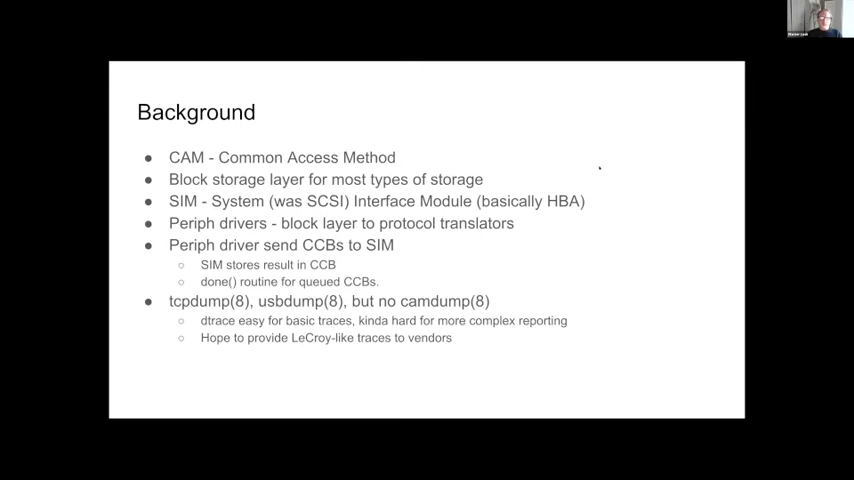 Background
● CAM - Common Access Method
● Block storage layer for most types of storage
● SIM - System (was SCSI) Interface Module (basically HBA)
● Periph drivers - block layer to protocol translators
● Periph driver send CCBs to SIM
○ SIM stores result in CCB
○ done() routine for queued CCBs.
● tcpdump(8), usbdump(8), but no camdump(8)
○ dtrace easy for basic traces, kinda hard for more complex reporting
○ Hope to provide LeCroy-like traces to vendors